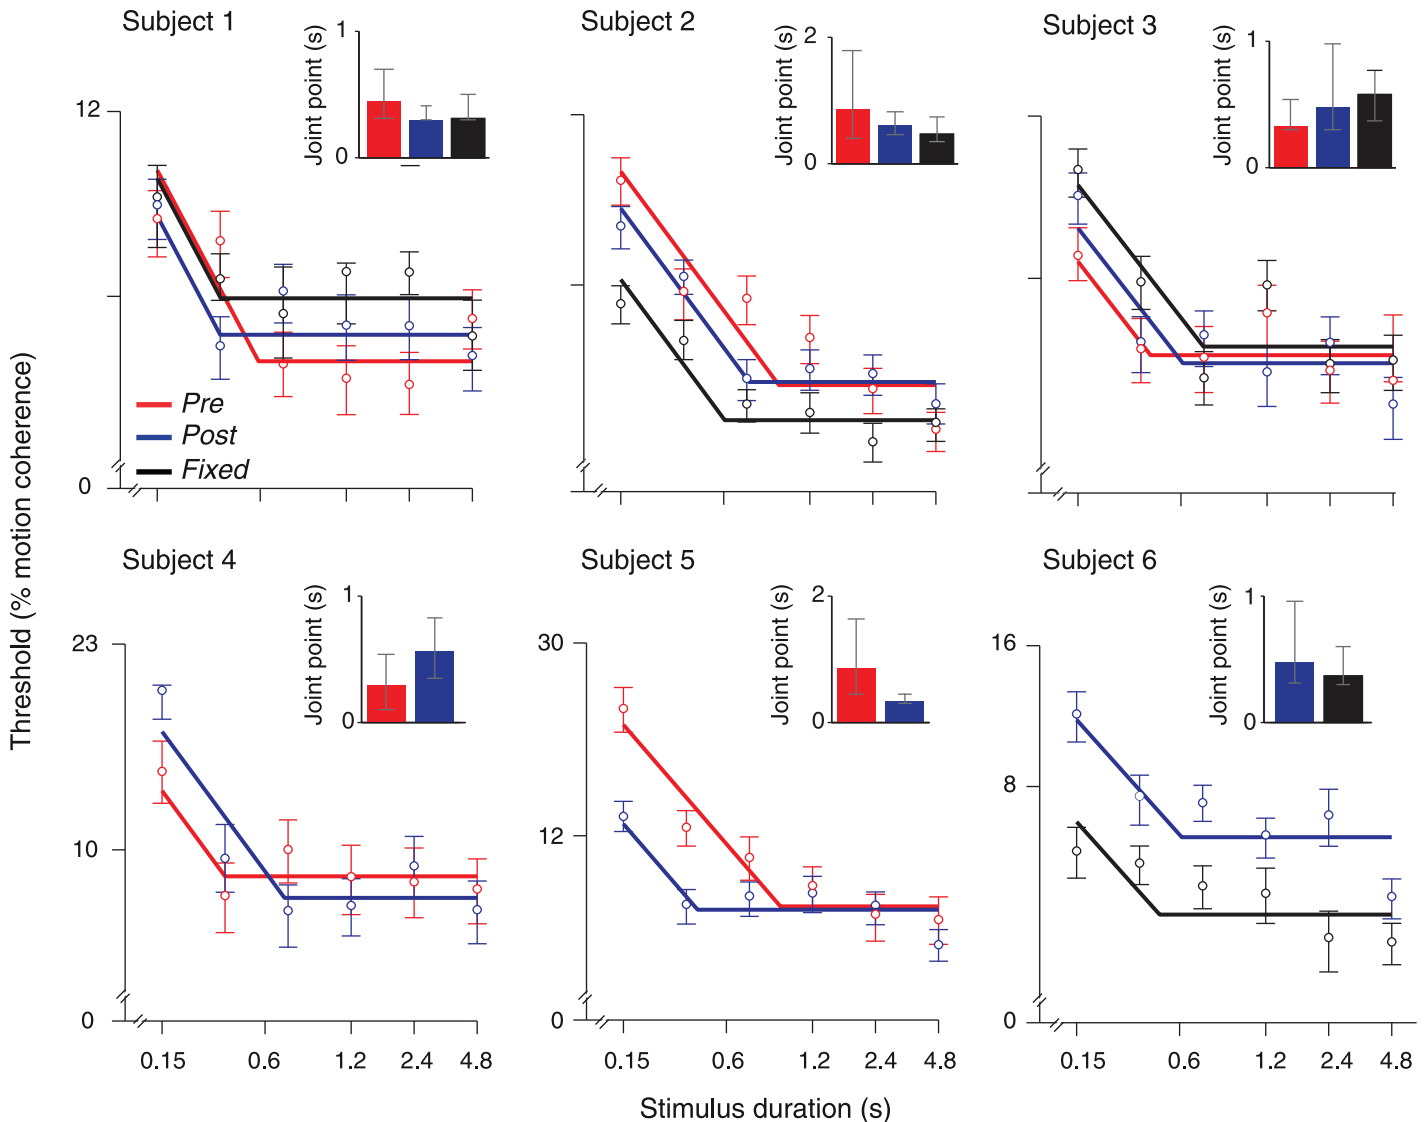 Subject 1
Joint point (s)
1
0
Subject 2
Joint point (s)
2
0
Subject 3
Joint point (s)
1
0
12
0
Pre
Post
Fixed
Threshold (% motion coherence)
Subject 4
Joint point (s)
1
0
Subject 5
Joint point (s)
2
0
Subject 6
Joint point (s)
1
0
23
10
0
30
12
0
16
8
0
0.15 0.6 1.2 2.4 4.8
0.15 0.6 1.2 2.4 4.8
0.15 0.6 1.2 2.4 4.8
Stimulus duration (s)